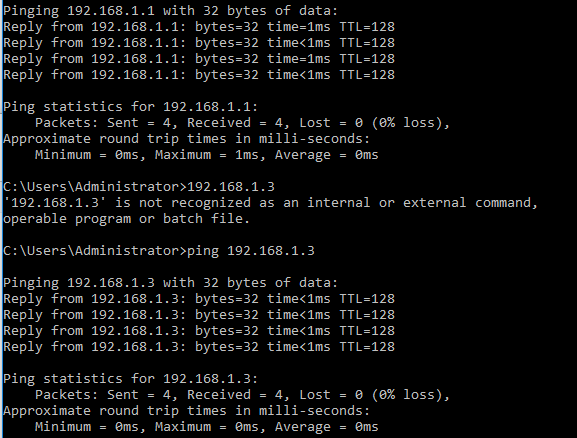 Pinging 192.168.1.1 with 32 bytes of data:
Reply from 192.168.1.1: bytes=32 time=1ms TTL=128
Reply from 192.168.1.1: bytes=32 time<1ms TTL=128
Reply from 192.168.1.1: bytes=32 time=1ms TTL=128
Reply from 192.168.1.1: bytes=32 time<1ms TTL=128
Ping statistics for 192.168.1.1:
    Packets: Sent = 4, Received = 4, Lost = 0 (0% loss),
Approximate round trip times in milli-seconds:
    Minimum = 0ms, Maximum = 1ms, Average = 0ms
C:\Users\Administrator>192.168.1.3
'192.168.1.3' is not recognized as an internal or external command,
operable program or batch file.
C:\Users\Administrator>ping 192.168.1.3
Pinging 192.168.1.3 with 32 bytes of data:
Reply from 192.168.1.3: bytes=32 time<1ms TTL=128
Reply from 192.168.1.3: bytes=32 time<1ms TTL=128
Reply from 192.168.1.3: bytes=32 time<1ms TTL=128
Reply from 192.168.1.3: bytes=32 time<1ms TTL=128
Ping statistics for 192.168.1.3:
    Packets: Sent = 4, Received = 4, Lost = 0 (0% loss),
Approximate round trip times in milli-seconds:
    Minimum = 0ms, Maximum = 0ms, Average = 0ms